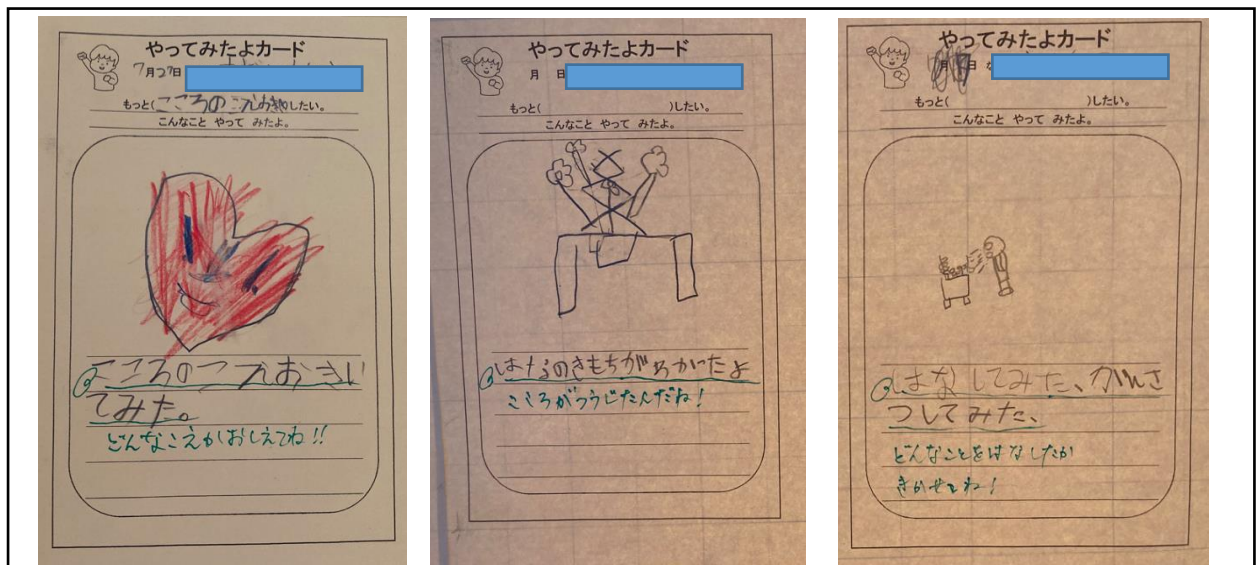 やってみたよカード
7月27日
もっと(こころのこえおきいてみ)したい。
こんなこと やって みたよ。
こころのこえおきい
てみた。
どんなこえかおしえてね!!
やってみたよカード
月 日
もっと( )したい。
こんなこと やって みたよ。
はなのきもちがわかったよ
こころがつうじたんだね!
やってみたよカード
月 日
もっと( )したい。
こんなこと やって みたよ。
はなしてみた、かんさ
つしてみた、
どんなことをはなしたか
きかせてね!